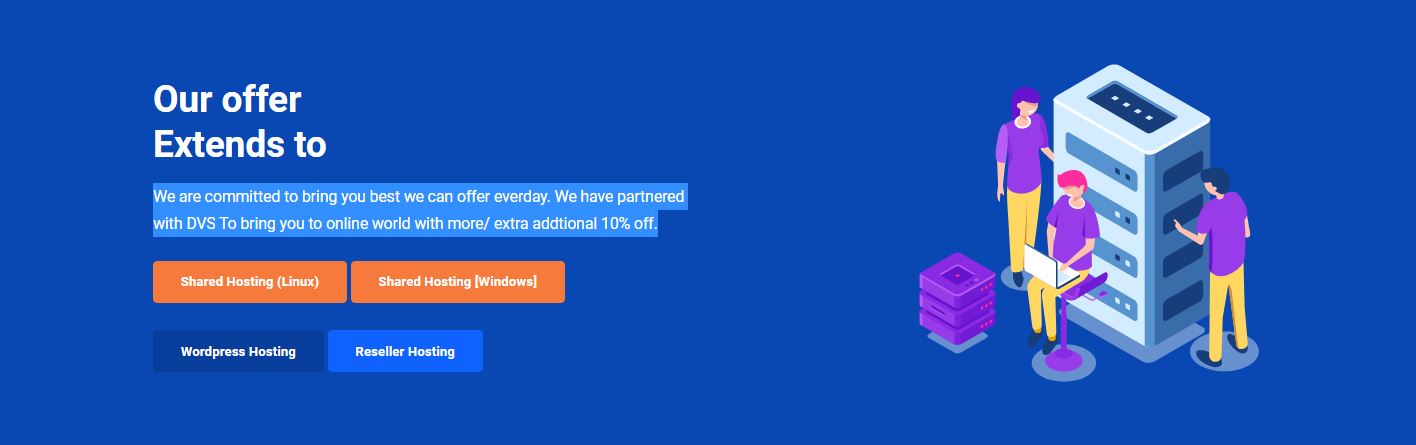 Our offer
Extends to
We are committed to bring you best we can offer everday. We have partnered
with DVS To bring you to online world with more/ extra addtional 10% off.
Shared Hosting (Linux) Shared Hosting [Windows]
Wordpress Hosting Reseller Hosting